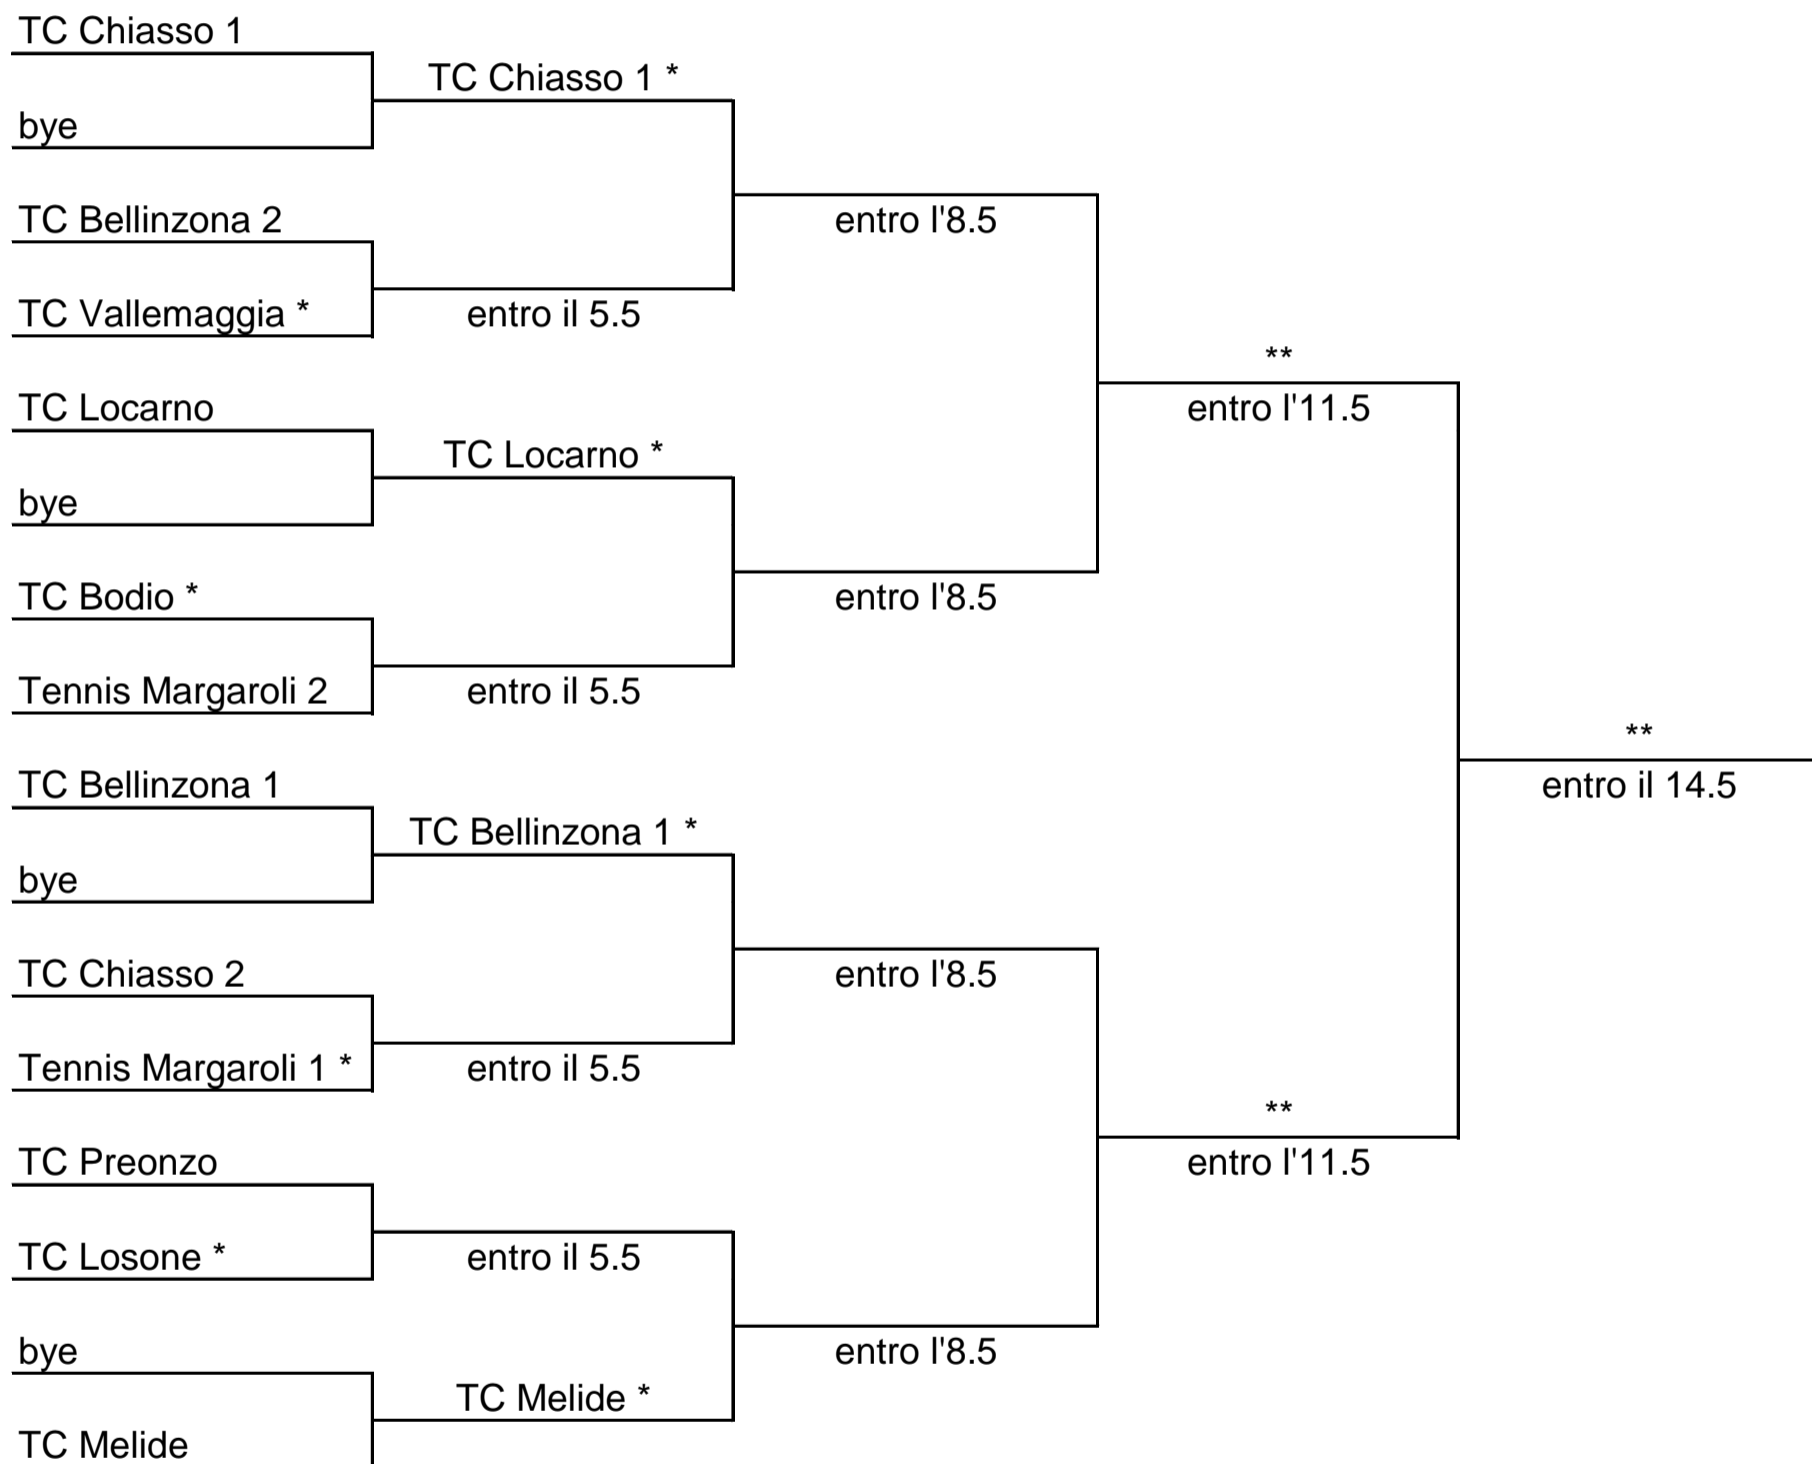 TC Chiasso 1
TC Chiasso 1 *
bye
TC Bellinzona 2
entro l'8.5
TC Vallemaggia *
entro il 5.5
**
TC Locarno
entro l'11.5
TC Locarno *
bye
TC Bodio *
entro l'8.5
Tennis Margaroli 2
entro il 5.5
**
TC Bellinzona 1
entro il 14.5
TC Bellinzona 1 *
bye
TC Chiasso 2
entro l'8.5
Tennis Margaroli 1 *
entro il 5.5
**
TC Preonzo
entro l'11.5
TC Losone *
entro il 5.5
bye
entro l'8.5
TC Melide *
TC Melide